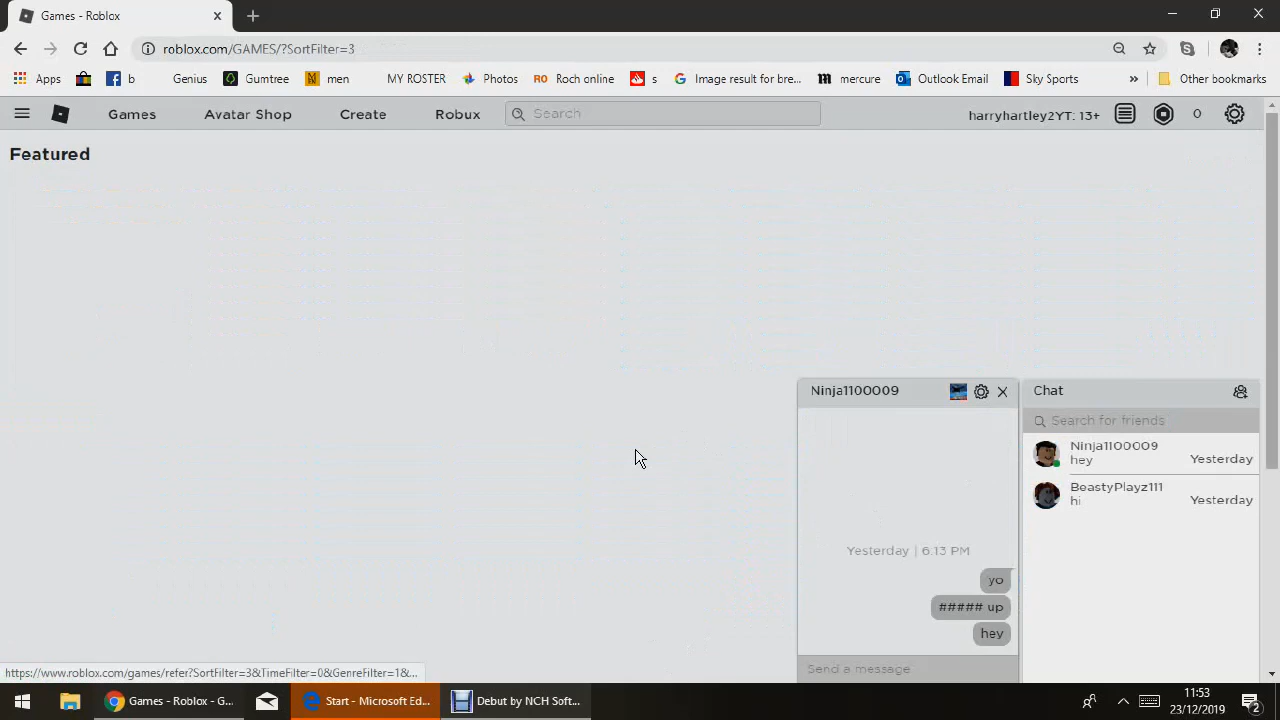 Games - Roblox
roblox.com/GAMES/?SortFilter=3
Apps
b
Genius
Gumtree
men
MY ROSTER
Photos
Roch online
s
Image result for bre...
mercure
Outlook Email
Sky Sports
»
Other bookmarks
Games
Avatar Shop
Create
Robux
Search
harryhartley2YT: 13+
0
Featured
Ninja1100009
Chat
Search for friends
Ninja1100009
hey
Yesterday
BeastyPlayz111
hi
Yesterday
Yesterday | 6:13 PM
yo
##### up
hey
Send a message
https://www.roblox.com/games/refer?SortFilter=3&TimeFilter=0&GenreFilter=1&...
Games - Roblox - G...
Start - Microsoft Ed...
Debut by NCH Soft...
11:53
23/12/2019
2